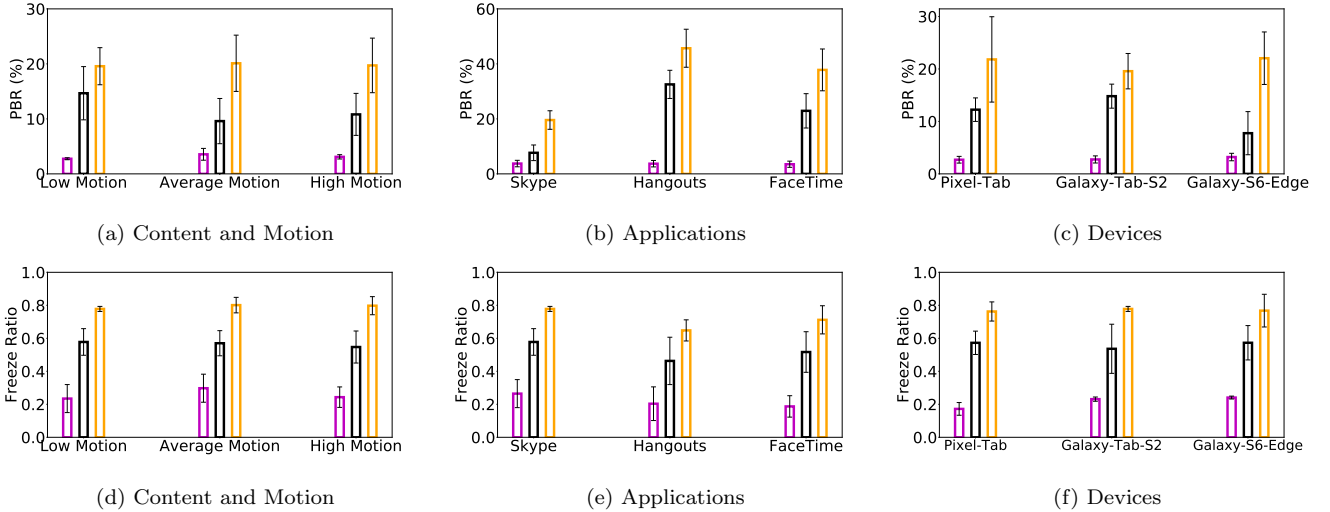 PBR (%)
30
20
10
0
Low Motion Average Motion High Motion
(a) Content and Motion
PBR (%)
60
40
20
0
Skype Hangouts FaceTime
(b) Applications
PBR (%)
30
20
10
0
Pixel-Tab Galaxy-Tab-S2 Galaxy-S6-Edge
(c) Devices
Freeze Ratio
1.0
0.8
0.6
0.4
0.2
0.0
Low Motion Average Motion High Motion
(d) Content and Motion
Freeze Ratio
1.0
0.8
0.6
0.4
0.2
0.0
Skype Hangouts FaceTime
(e) Applications
Freeze Ratio
1.0
0.8
0.6
0.4
0.2
0.0
Pixel-Tab Galaxy-Tab-S2 Galaxy-S6-Edge
(f) Devices